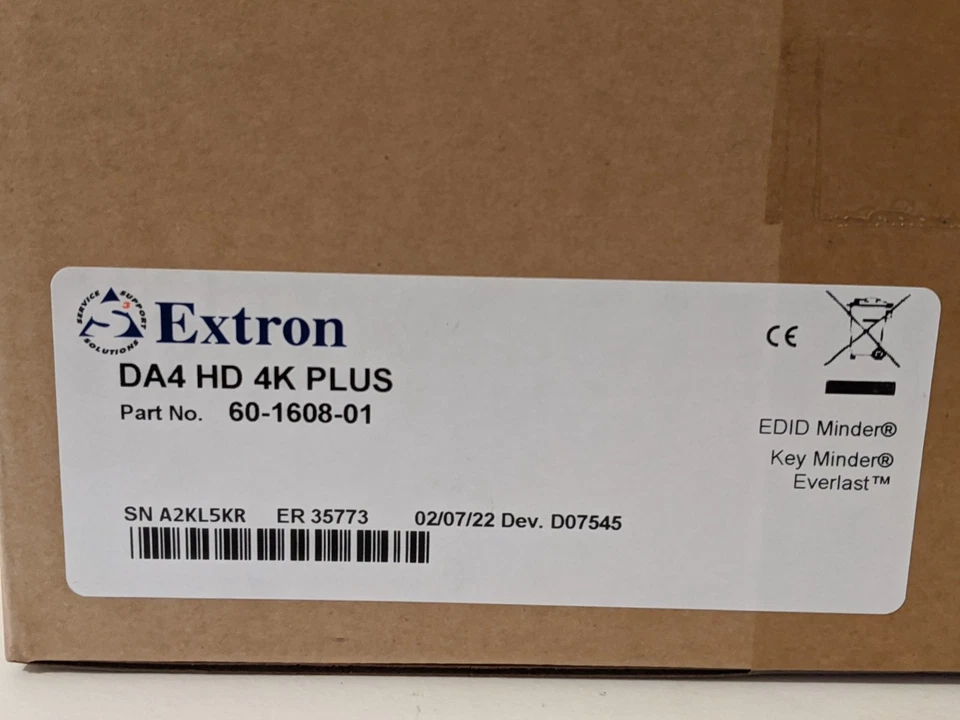 SERVICE SUPPORT SOLUTIONS
S3
Extron
DA4 HD 4K PLUS
Part No. 60-1608-01
CE
EDID Minder®
Key Minder®
Everlast™
SN A2KL5KR ER 35773 02/07/22 Dev. D07545